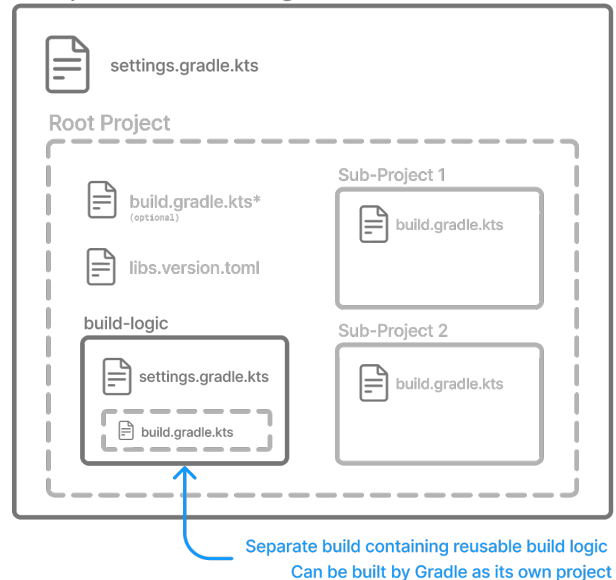 settings.gradle.kts
Root Project
build.gradle.kts*
(optional)
libs.version.toml
Sub-Project 1
build.gradle.kts
build-logic
settings.gradle.kts
build.gradle.kts
Sub-Project 2
build.gradle.kts
Separate build containing reusable build logic
Can be built by Gradle as its own project